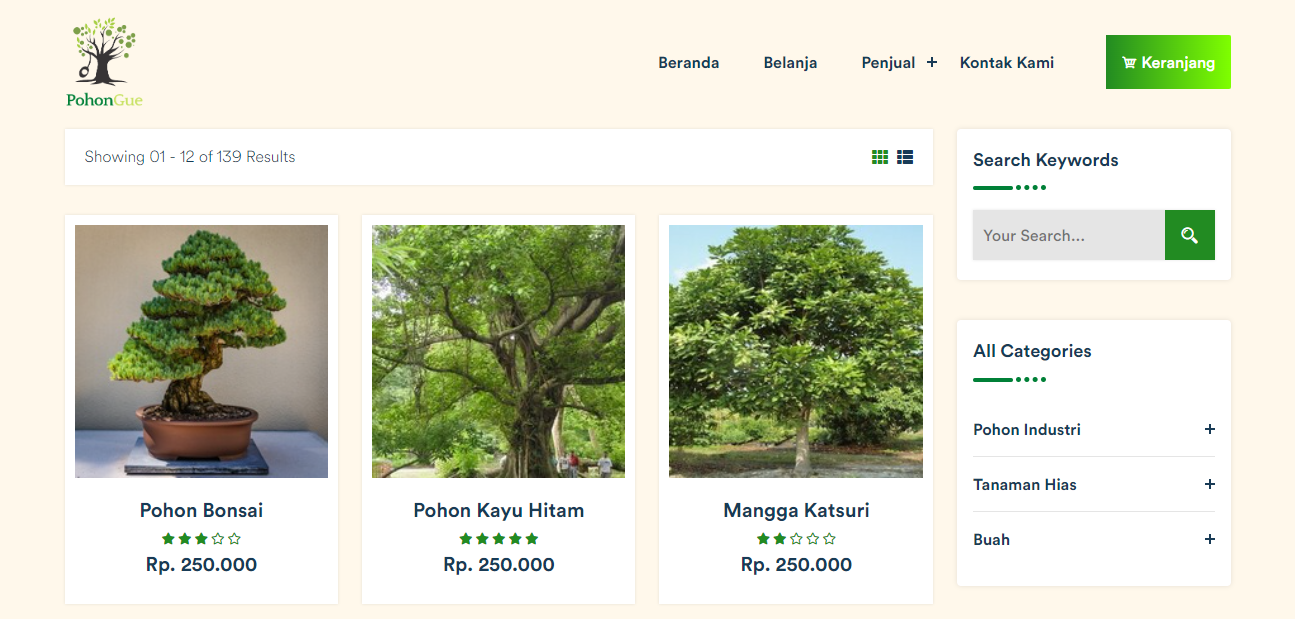 PohonGue
Beranda
Belanja
Penjual +
Kontak Kami
Keranjang
Showing 01 - 12 of 139 Results
Search Keywords
Your Search...
All Categories
Pohon Industri +
Tanaman Hias +
Buah +
Pohon Bonsai
Rp. 250.000
Pohon Kayu Hitam
Rp. 250.000
Mangga Katsuri
Rp. 250.000